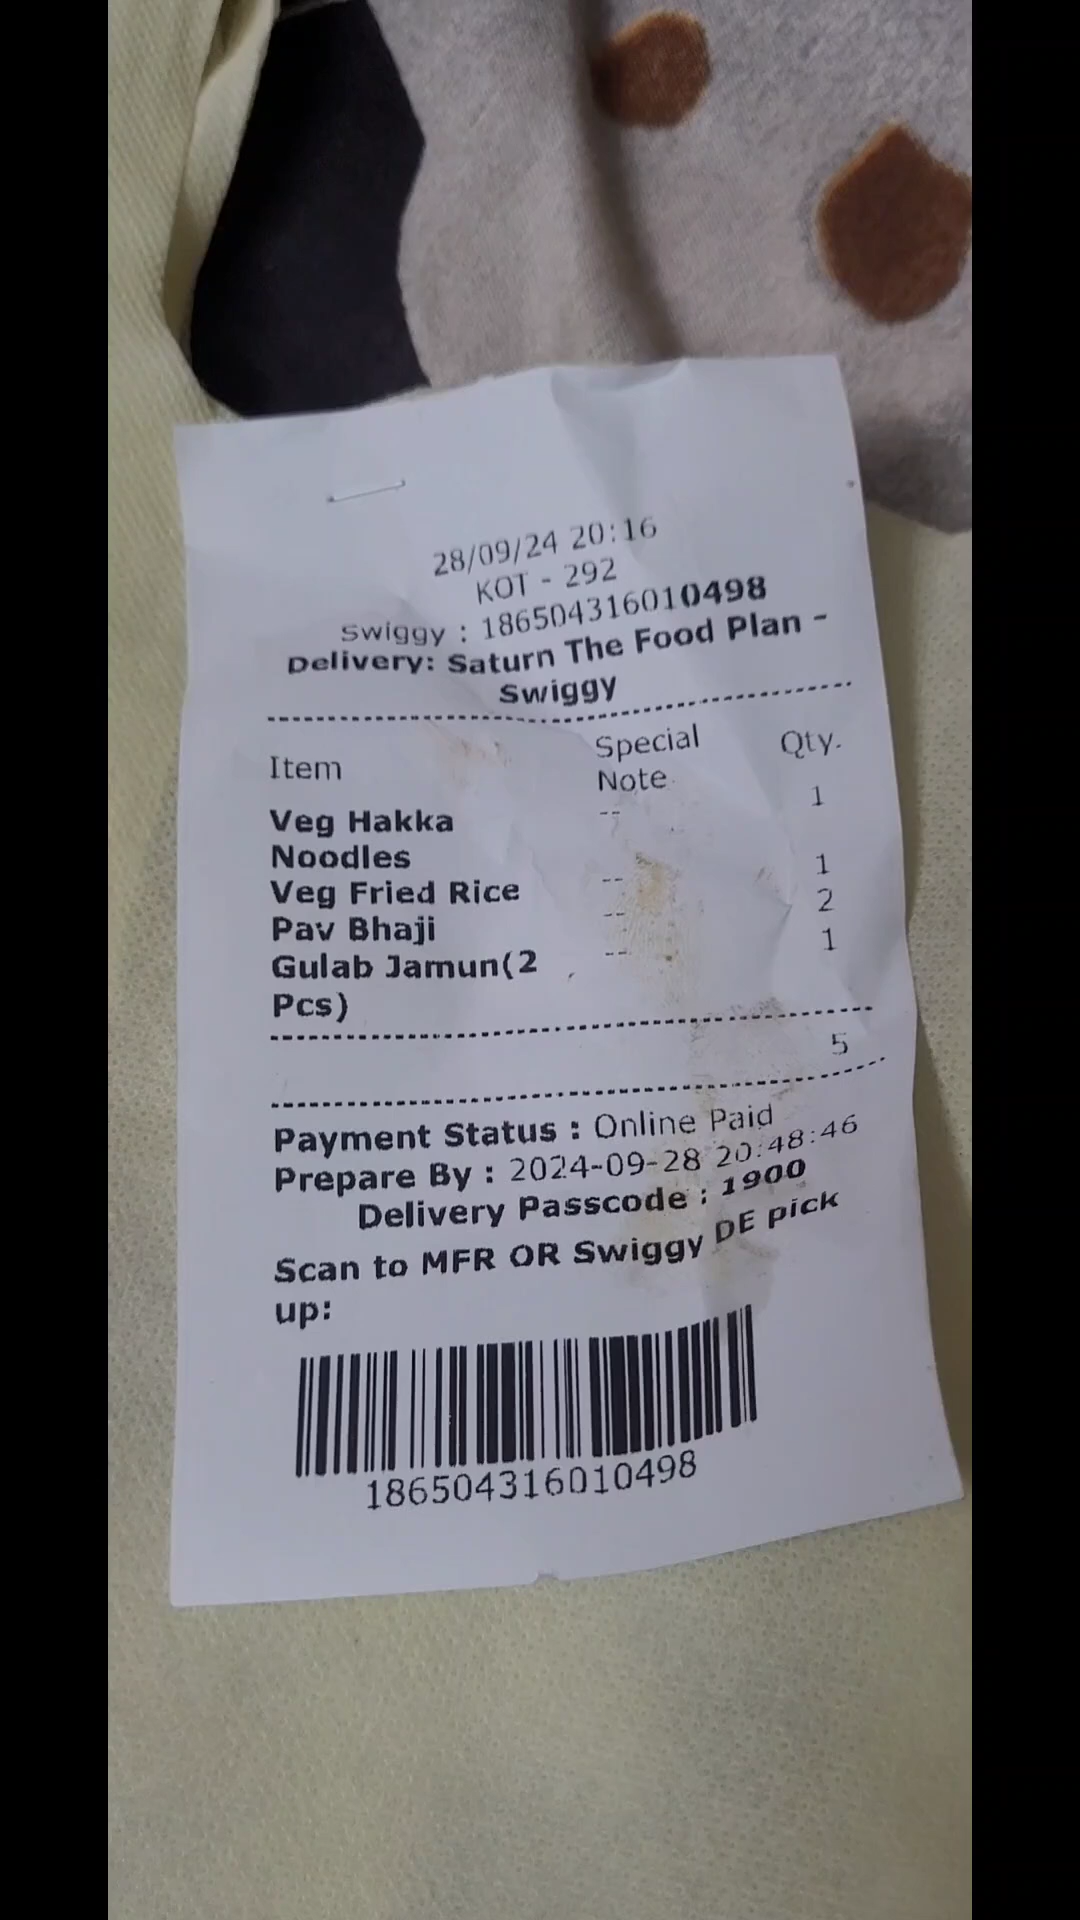 28/09/24 20:16
KOT - 292
Swiggy : 186504316010498
Delivery: Saturn The Food Plan -
Swiggy
Item Special Note Qty.
Veg Hakka Noodles -- 1
Veg Fried Rice -- 1
Pav Bhaji -- 2
Gulab Jamun(2 Pcs) -- 1
5
Payment Status : Online Paid
Prepare By : 2024-09-28 20:48:46
Delivery Passcode : 1900
Scan to MFR OR Swiggy DE pick
up:
186504316010498